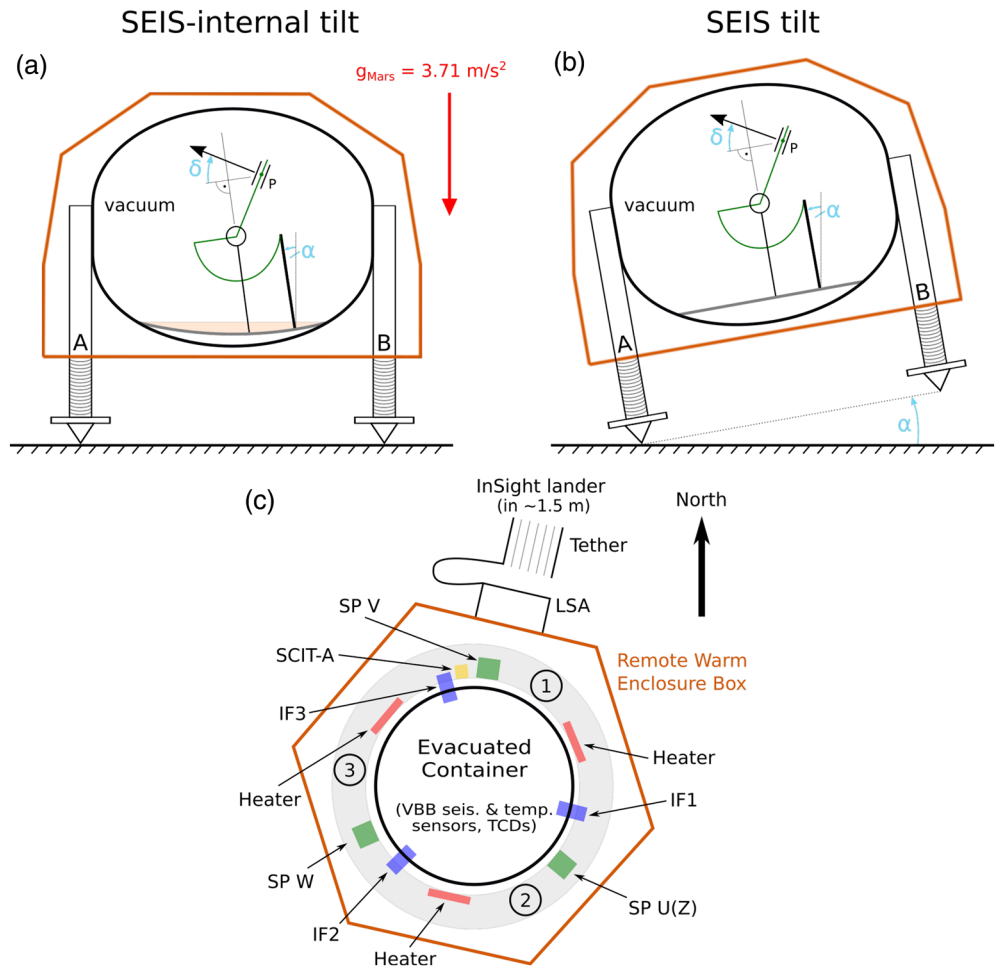 SEIS-internal tilt
SEIS tilt
(a)
(b)
g_Mars = 3.71 m/s²
δ
P
vacuum
α
A
B
δ
P
vacuum
α
A
B
α
(c)
InSight lander
(in ~1.5 m)
North
Tether
LSA
SP V
SCIT-A
Remote Warm
Enclosure Box
IF3
1
Evacuated
Container
Heater
3
(VBB seis. & temp.
sensors, TCDs)
Heater
IF1
SP W
2
SP U(Z)
IF2
Heater